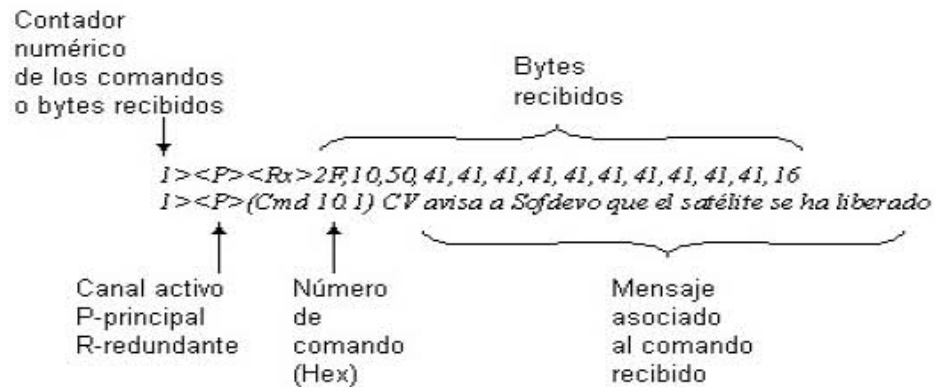 Contador
numérico
de los comandos
o bytes recibidos
Bytes
recibidos
1><P><Rx>2F,10,50,41,41,41,41,41,41,41,41,41,41,16
1><P>(Cmd 10.1) CV avisa a Sofdevo que el satélite se ha liberado
Canal activo
P-principal
R-redundante
Número
de
comando
(Hex)
Mensaje
asociado
al comando
recibido